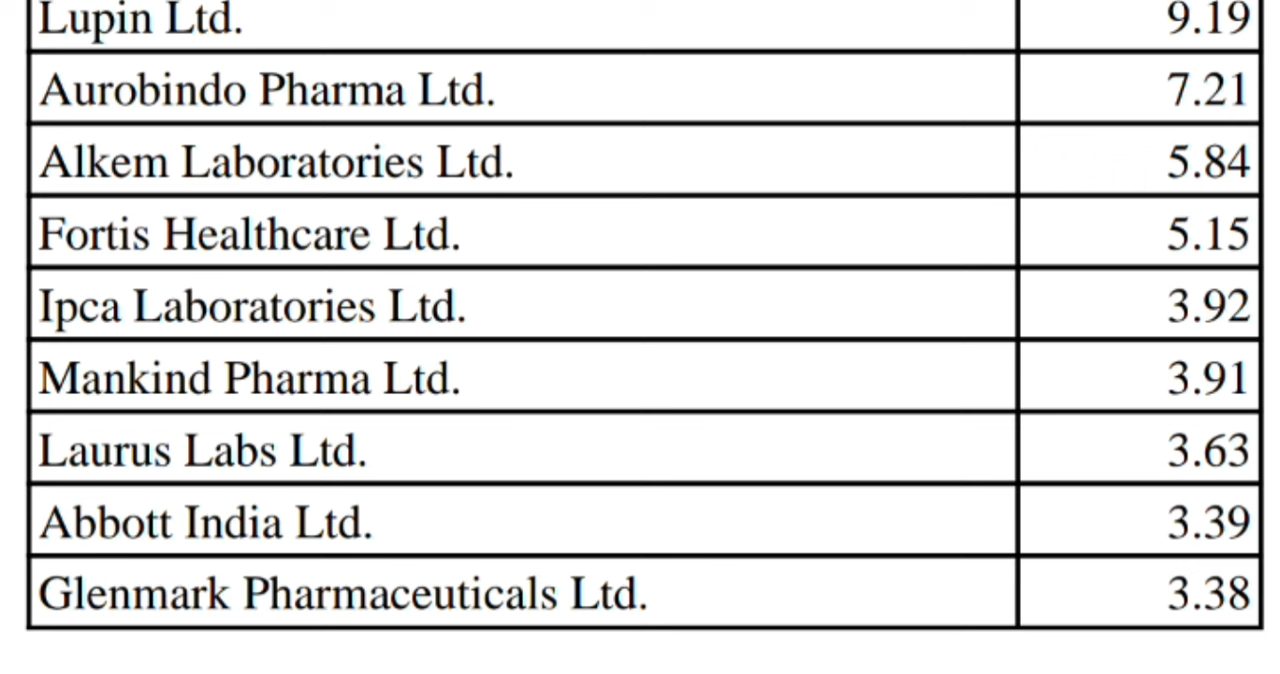 Lupin Ltd. 9.19
Aurobindo Pharma Ltd. 7.21
Alkem Laboratories Ltd. 5.84
Fortis Healthcare Ltd. 5.15
Ipca Laboratories Ltd. 3.92
Mankind Pharma Ltd. 3.91
Laurus Labs Ltd. 3.63
Abbott India Ltd. 3.39
Glenmark Pharmaceuticals Ltd. 3.38